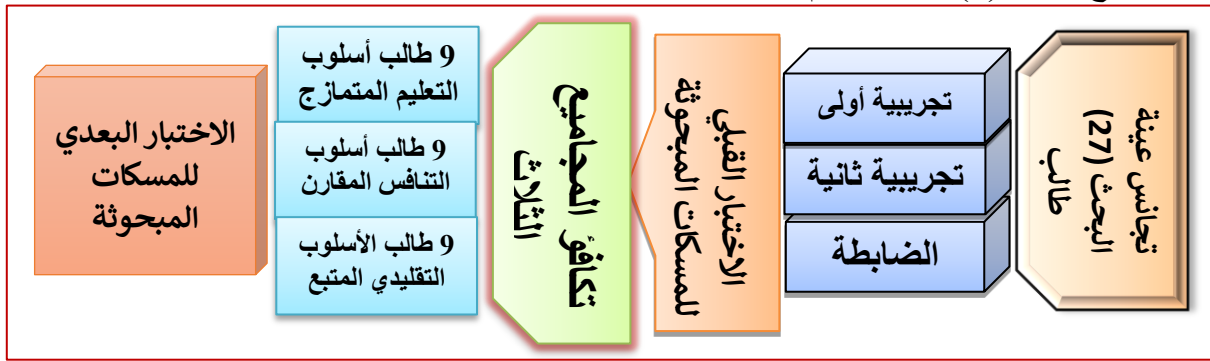 تجانس عينة
البحث (27)
طالب
تجريبية أولى
تجريبية ثانية
الضابطة
الاختبار القبلي
للمسكات المبحوثة
تكافؤ المجاميع
الثلاث
9 طالب أسلوب
التعليم المتمازج
9 طالب أسلوب
التنافس المقارن
9 طالب الأسلوب
التقليدي المتبع
الاختبار البعدي
للمسكات
المبحوثة